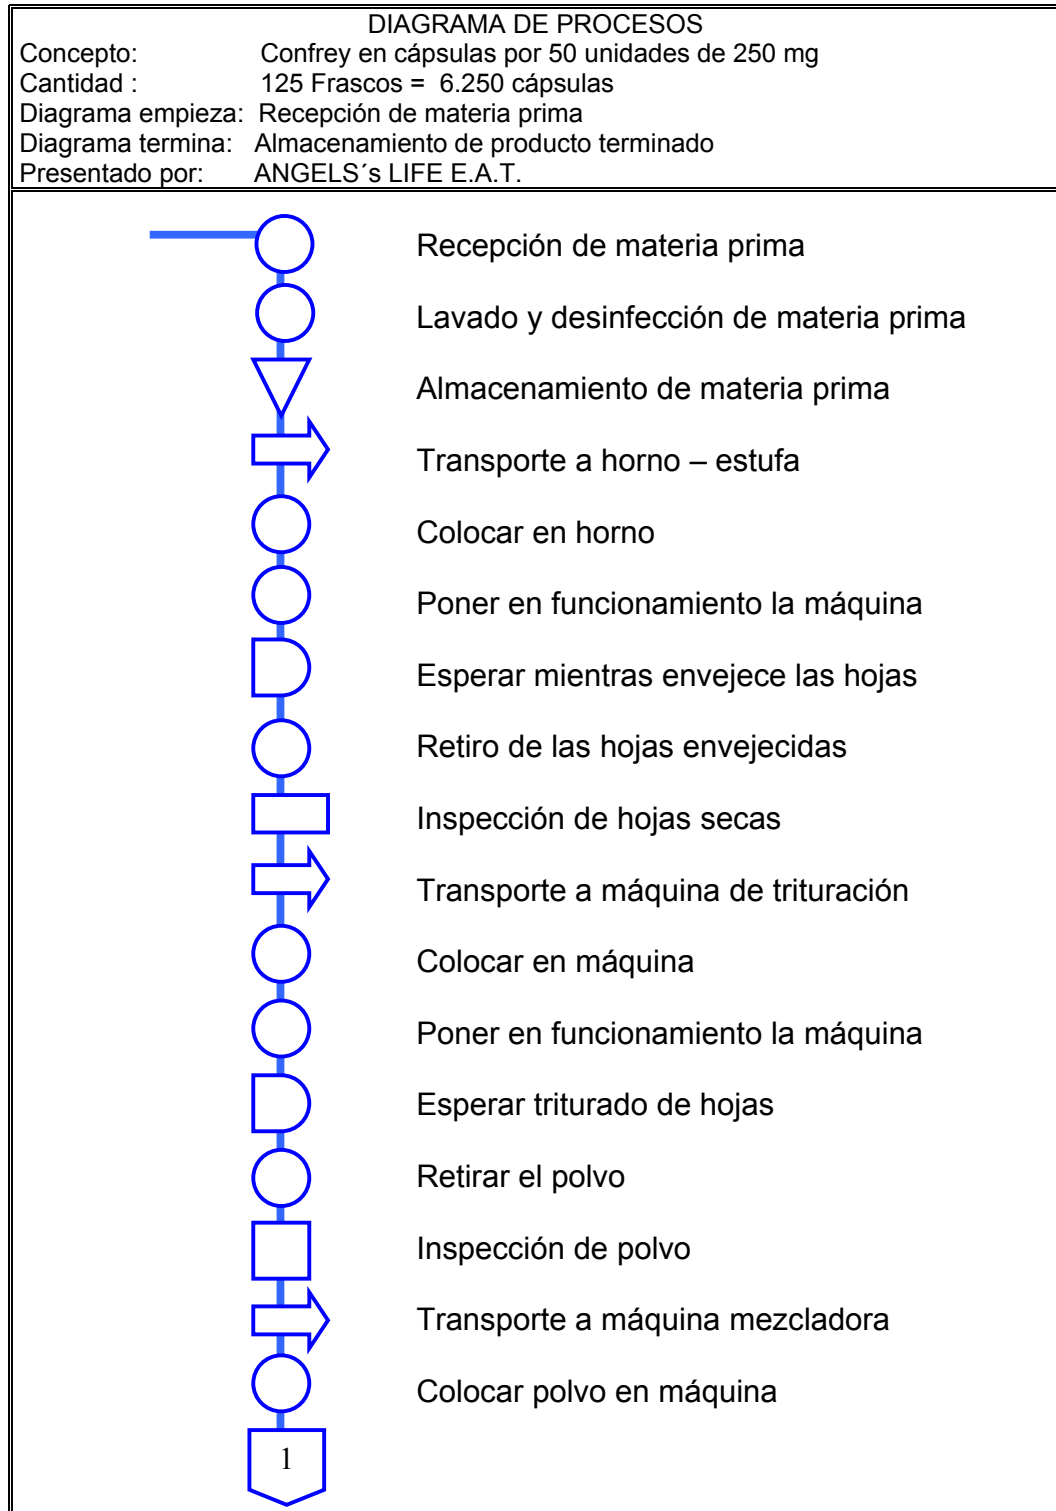 DIAGRAMA DE PROCESOS
Concepto: Confrey en cápsulas por 50 unidades de 250 mg
Cantidad : 125 Frascos = 6.250 cápsulas
Diagrama empieza: Recepción de materia prima
Diagrama termina: Almacenamiento de producto terminado
Presentado por: ANGELS´s LIFE E.A.T.
Recepción de materia prima
Lavado y desinfección de materia prima
Almacenamiento de materia prima
Transporte a horno – estufa
Colocar en horno
Poner en funcionamiento la máquina
Esperar mientras envejece las hojas
Retiro de las hojas envejecidas
Inspección de hojas secas
Transporte a máquina de trituración
Colocar en máquina
Poner en funcionamiento la máquina
Esperar triturado de hojas
Retirar el polvo
Inspección de polvo
Transporte a máquina mezcladora
Colocar polvo en máquina
1